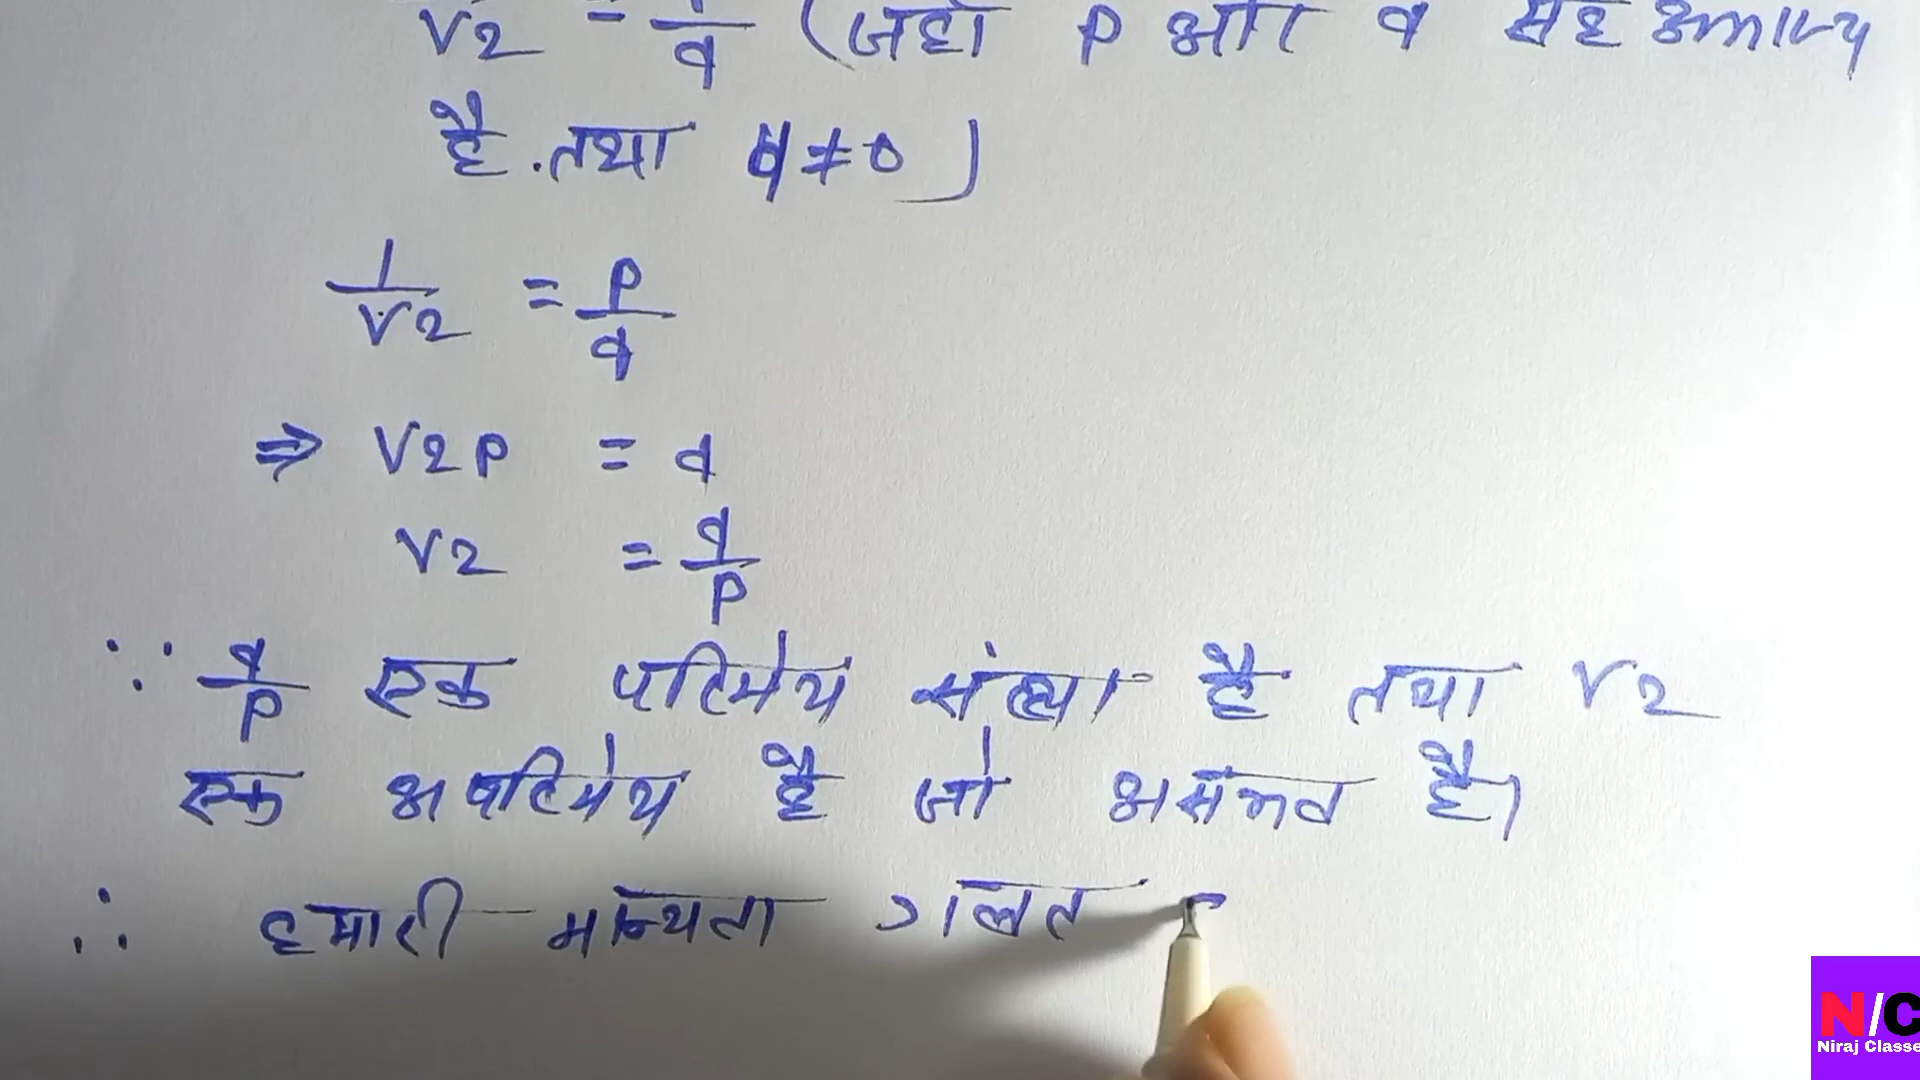 √2 = p/q (जहाँ p और q सह अभाज्य
है. तथा q ≠ 0)
1/√2 = p/q
⇒ √2p = q
√2 = q/p
∵ q/p एक परिमेय संख्या है तथा √2
एक अपरिमेय है जो असंभव है।
∴ हमारी मान्यता गलत
N/C
Niraj Classe